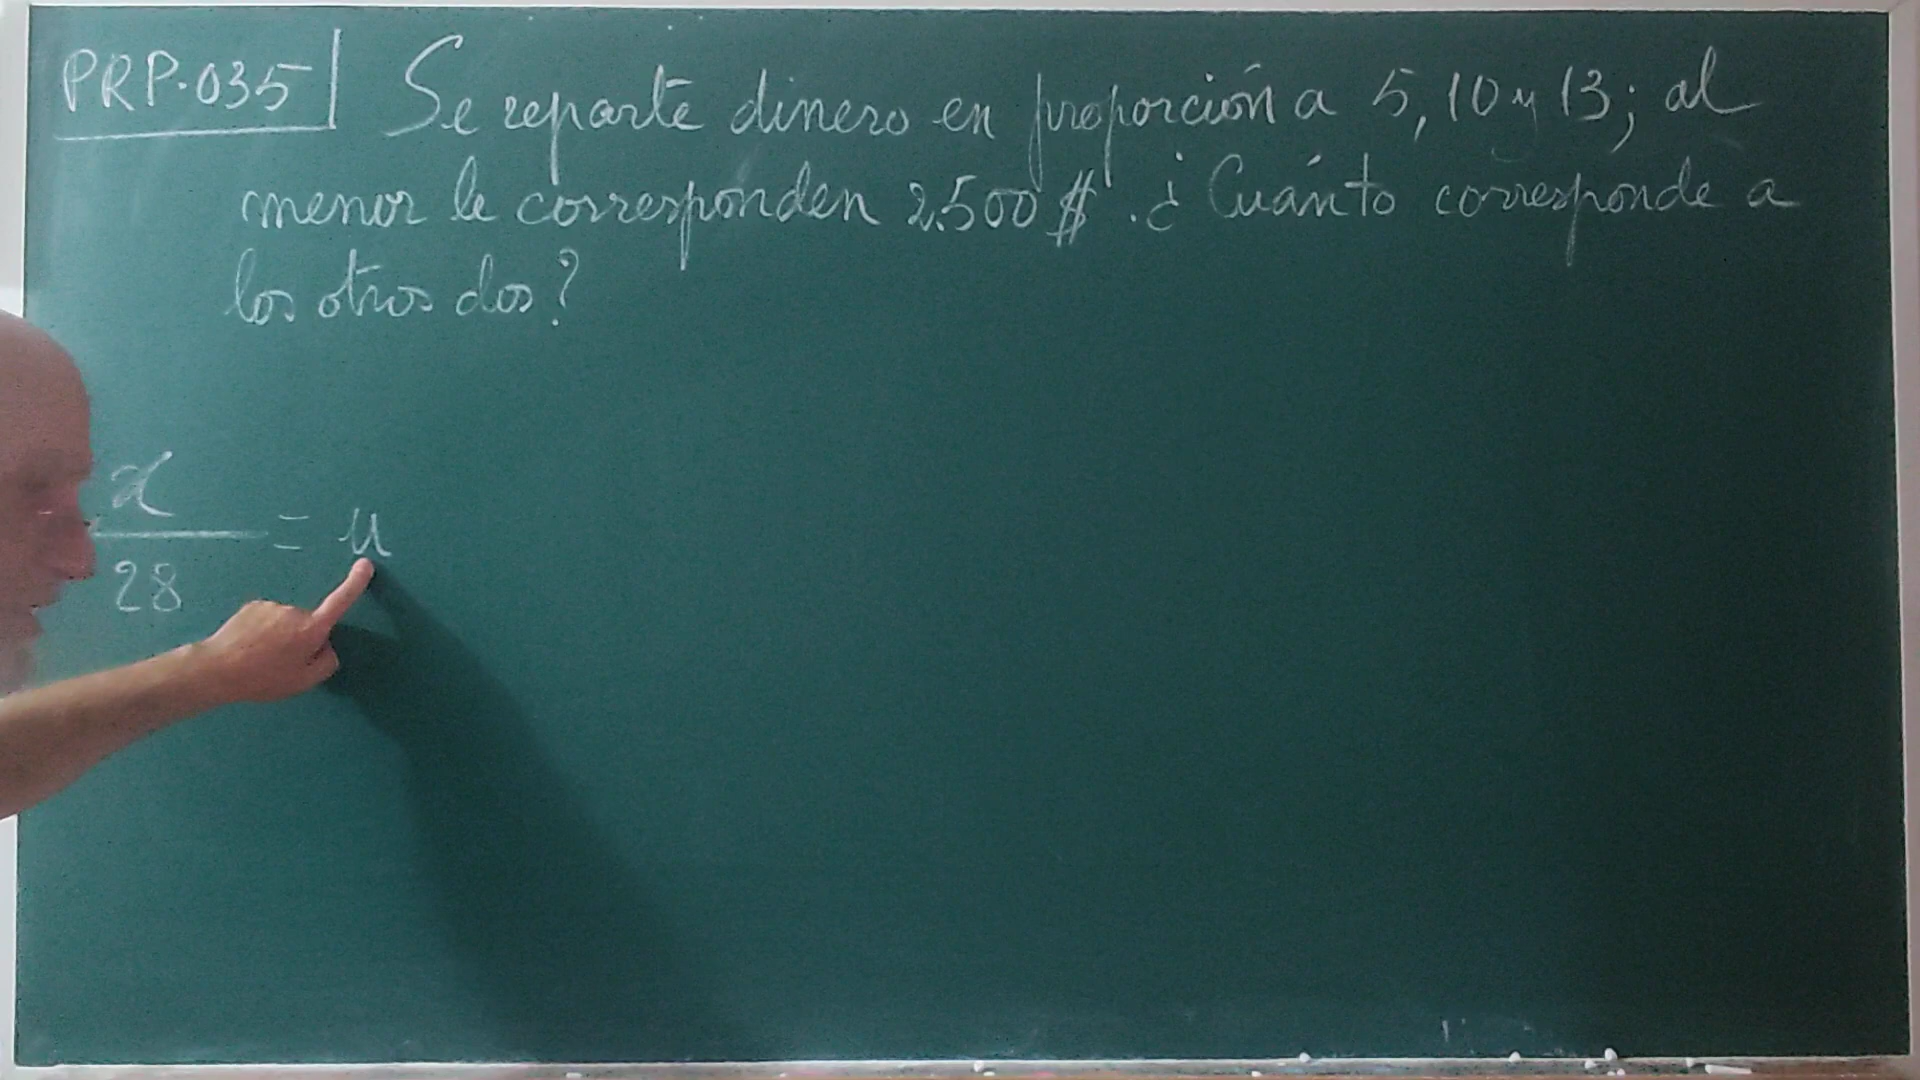 PRP.035 Se reparte dinero en proporción a 5, 10 y 13; al
menor le corresponden 2.500 $. ¿Cuánto corresponde a
los otros dos?
x
28
= u